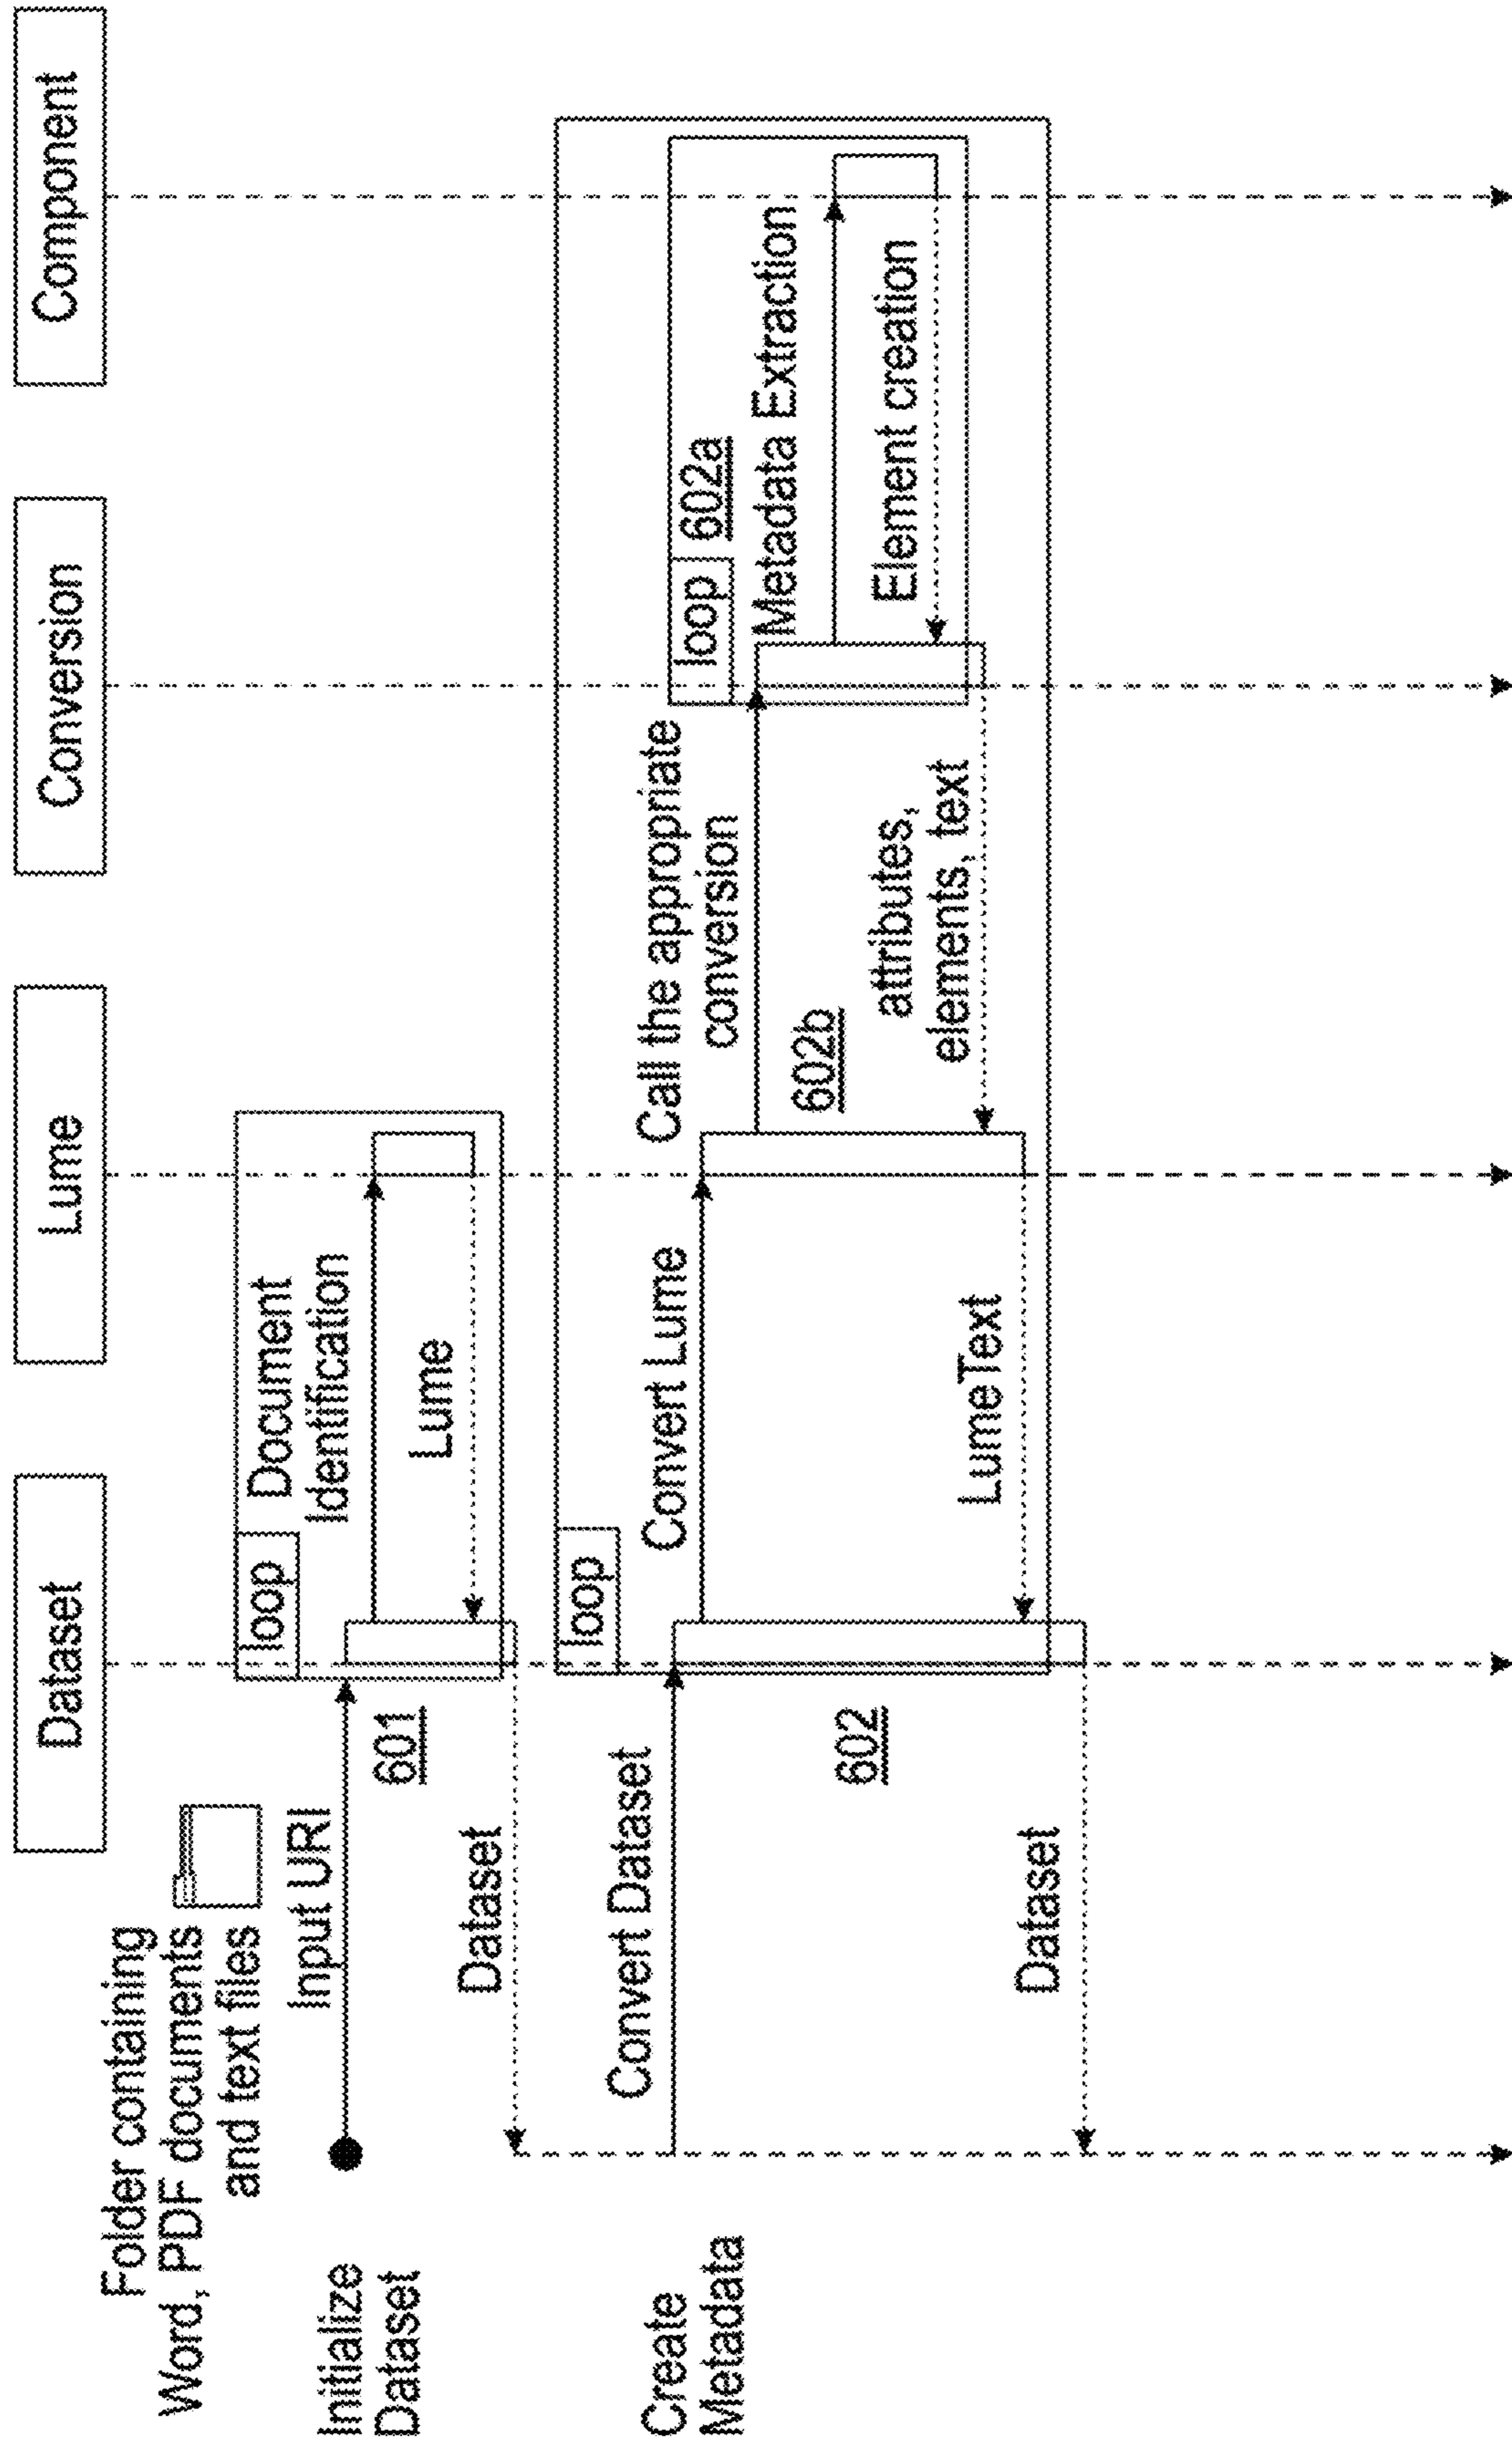 Dataset
Lume
Conversion
Component
Folder containing
Word, PDF documents
and text files
Initialize
Dataset
Input URI
601
loop
Document
Identification
Lume
Dataset
Create
Metadata
Convert Dataset
602
loop
Convert Lume
Call the appropriate
conversion
602b
loop
602a
Metadata Extraction
Element creation
attributes,
elements, text
LumeText
Dataset